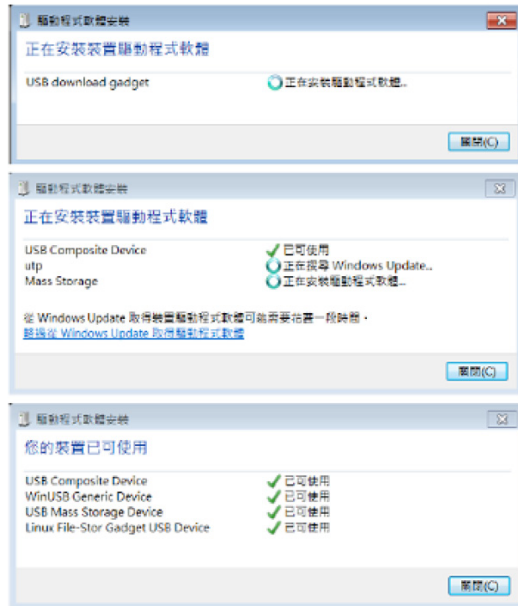 驅動程式軟體安裝
正在安裝裝置驅動程式軟體
USB download gadget 正在安裝驅動程式軟體...
關閉(C)
驅動程式軟體安裝
正在安裝裝置驅動程式軟體
USB Composite Device 已可使用
utp 正在搜尋 Windows Update...
Mass Storage 正在安裝驅動程式軟體...
從 Windows Update 取得裝置驅動程式軟體可能需要花費一段時間。
略過從 Windows Update 取得驅動程式軟體
關閉(C)
驅動程式軟體安裝
您的裝置已可使用
USB Composite Device 已可使用
WinUSB Generic Device 已可使用
USB Mass Storage Device 已可使用
Linux File-Stor Gadget USB Device 已可使用
關閉(C)